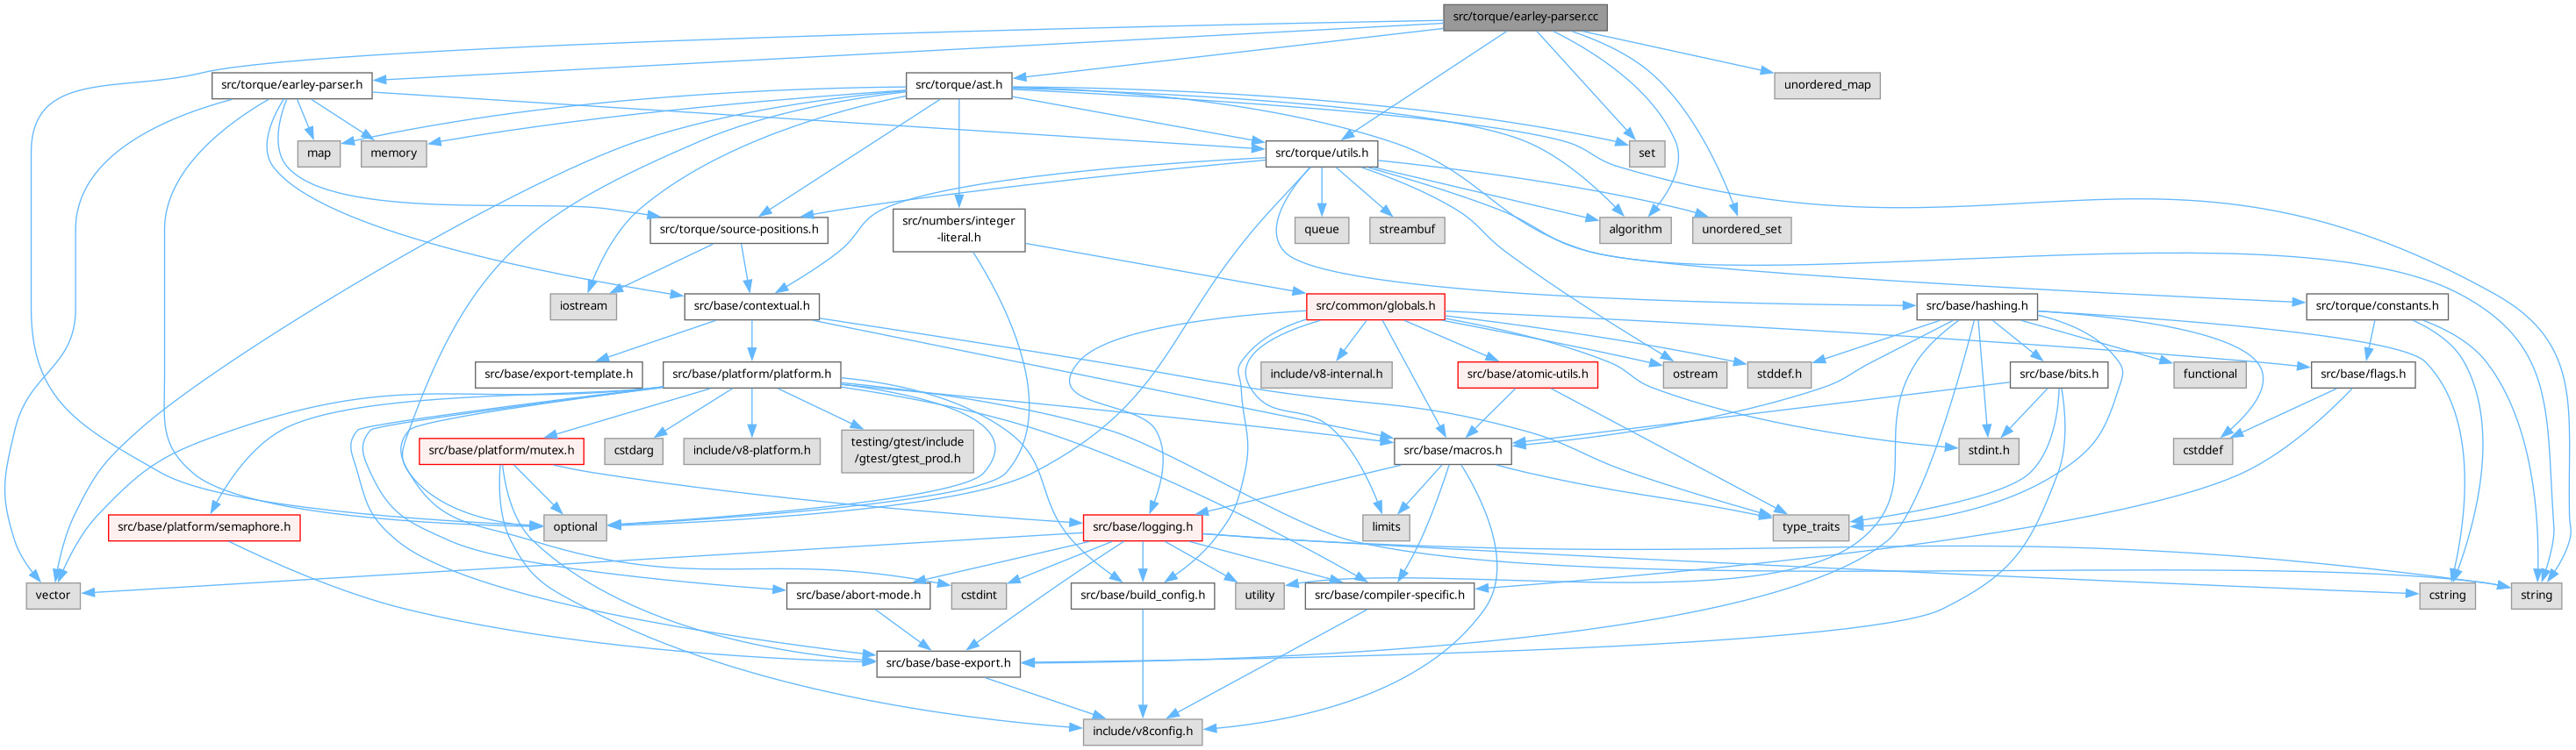 src/torque/earley-parser.cc
src/torque/earley-parser.h
src/torque/ast.h
unordered_map
map
memory
src/torque/utils.h
set
src/torque/source-positions.h
src/numbers/integer
-literal.h
queue
streambuf
algorithm
unordered_set
iostream
src/base/contextual.h
src/common/globals.h
src/base/hashing.h
src/torque/constants.h
src/base/export-template.h
src/base/platform/platform.h
include/v8-internal.h
src/base/atomic-utils.h
ostream
stddef.h
src/base/bits.h
functional
src/base/flags.h
src/base/platform/mutex.h
cstdarg
include/v8-platform.h
testing/gtest/include
/gtest/gtest_prod.h
src/base/macros.h
stdint.h
cstddef
src/base/platform/semaphore.h
optional
src/base/logging.h
limits
type_traits
vector
src/base/abort-mode.h
cstdint
src/base/build_config.h
utility
src/base/compiler-specific.h
cstring
string
src/base/base-export.h
include/v8config.h